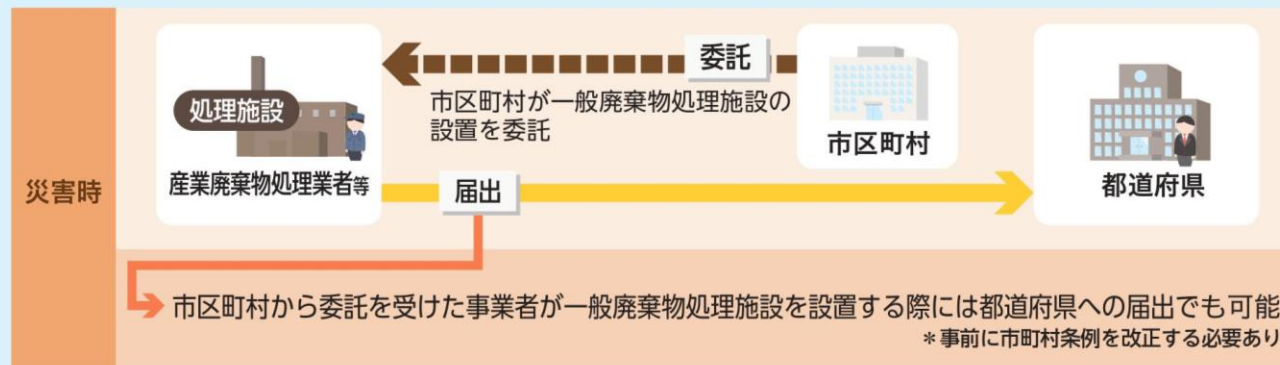 災害時
処理施設
産業廃棄物処理業者等
委託
市区町村が一般廃棄物処理施設の
設置を委託
市区町村
都道府県
届出
市区町村から委託を受けた事業者が一般廃棄物処理施設を設置する際には都道府県への届出でも可能
＊事前に市町村条例を改正する必要あり